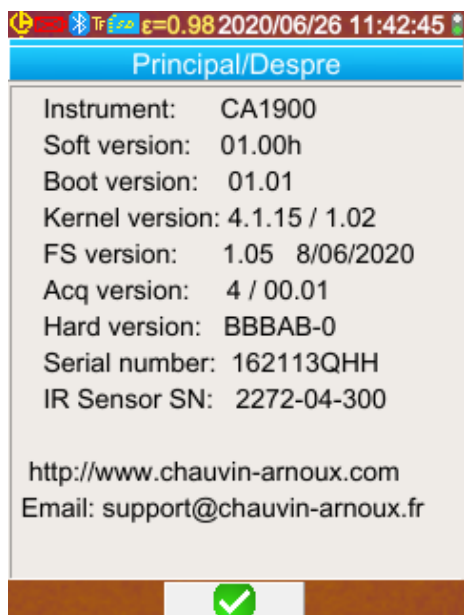 TF ε=0.98 2020/06/26 11:42:45
Principal/Despre
Instrument: CA1900
Soft version: 01.00h
Boot version: 01.01
Kernel version: 4.1.15 / 1.02
FS version: 1.05 8/06/2020
Acq version: 4 / 00.01
Hard version: BBBAB-0
Serial number: 162113QHH
IR Sensor SN: 2272-04-300
http://www.chauvin-arnoux.com
Email: support@chauvin-arnoux.fr